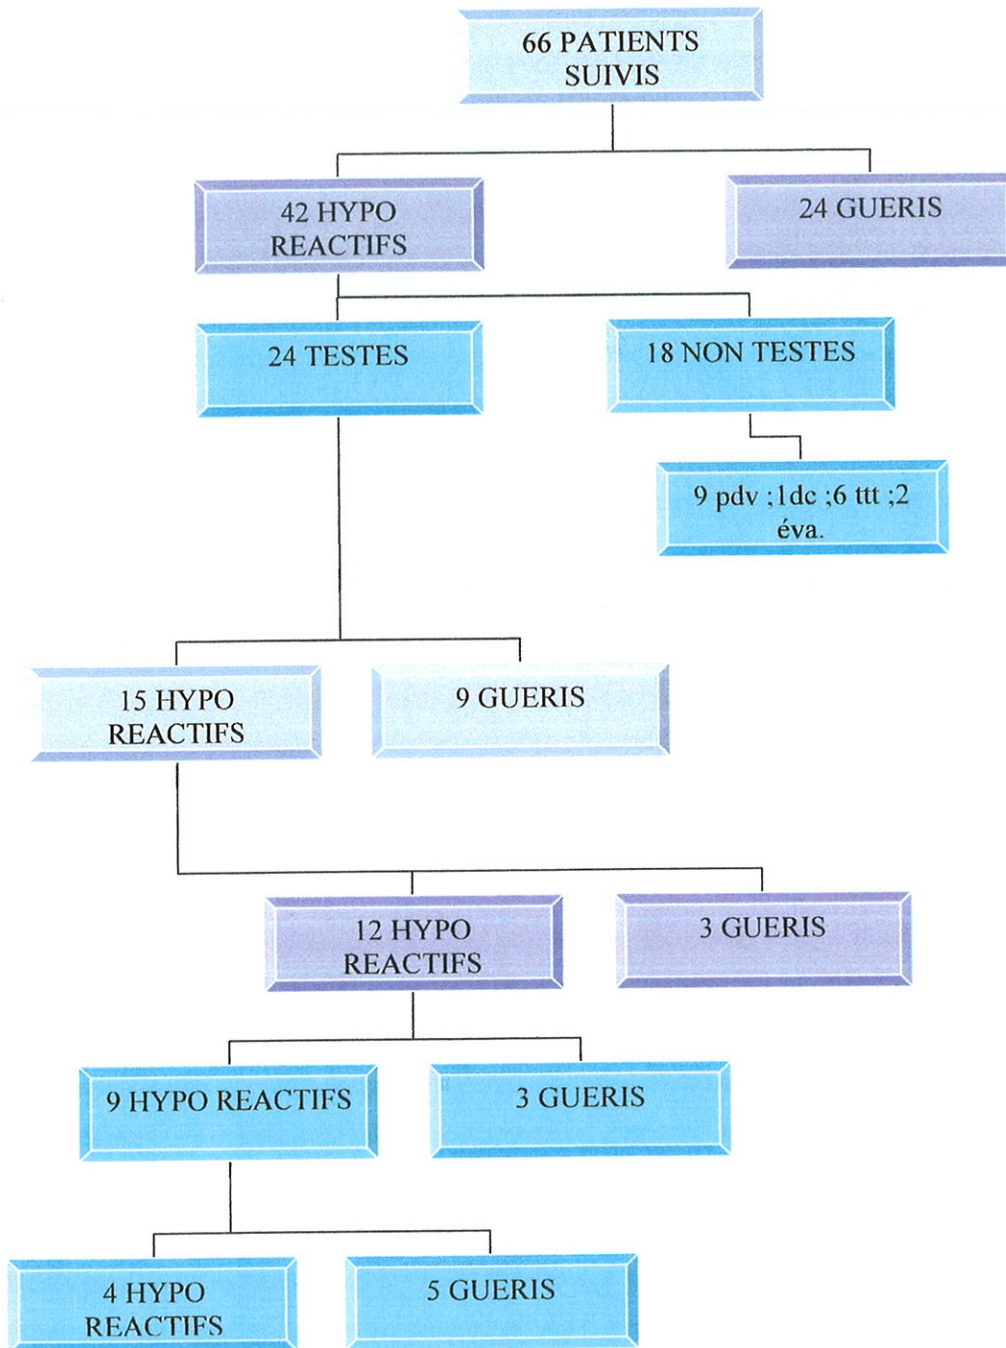 66 PATIENTS
SUIVIS
42 HYPO
REACTIFS
24 GUERIS
24 TESTES
18 NON TESTES
9 pdv ;1dc ;6 ttt ;2
éva.
15 HYPO
REACTIFS
9 GUERIS
12 HYPO
REACTIFS
3 GUERIS
9 HYPO REACTIFS
3 GUERIS
4 HYPO
REACTIFS
5 GUERIS